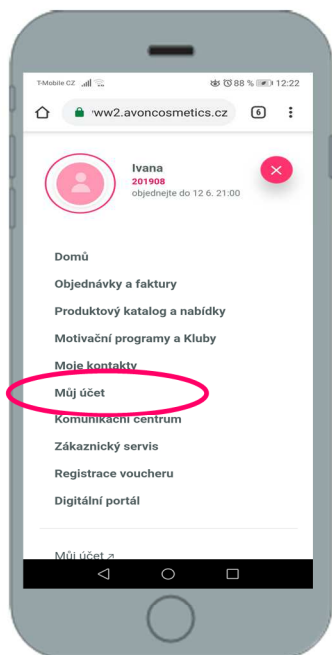 T-Mobile CZ 88 % 12:22
ww2.avoncosmetics.cz 6
Ivana
201908
objednejte do 12 6. 21:00
Domů
Objednávky a faktury
Produktový katalog a nabídky
Motivační programy a Kluby
Moje kontakty
Můj účet
Komunikační centrum
Zákaznický servis
Registrace voucheru
Digitální portál
Můj účet